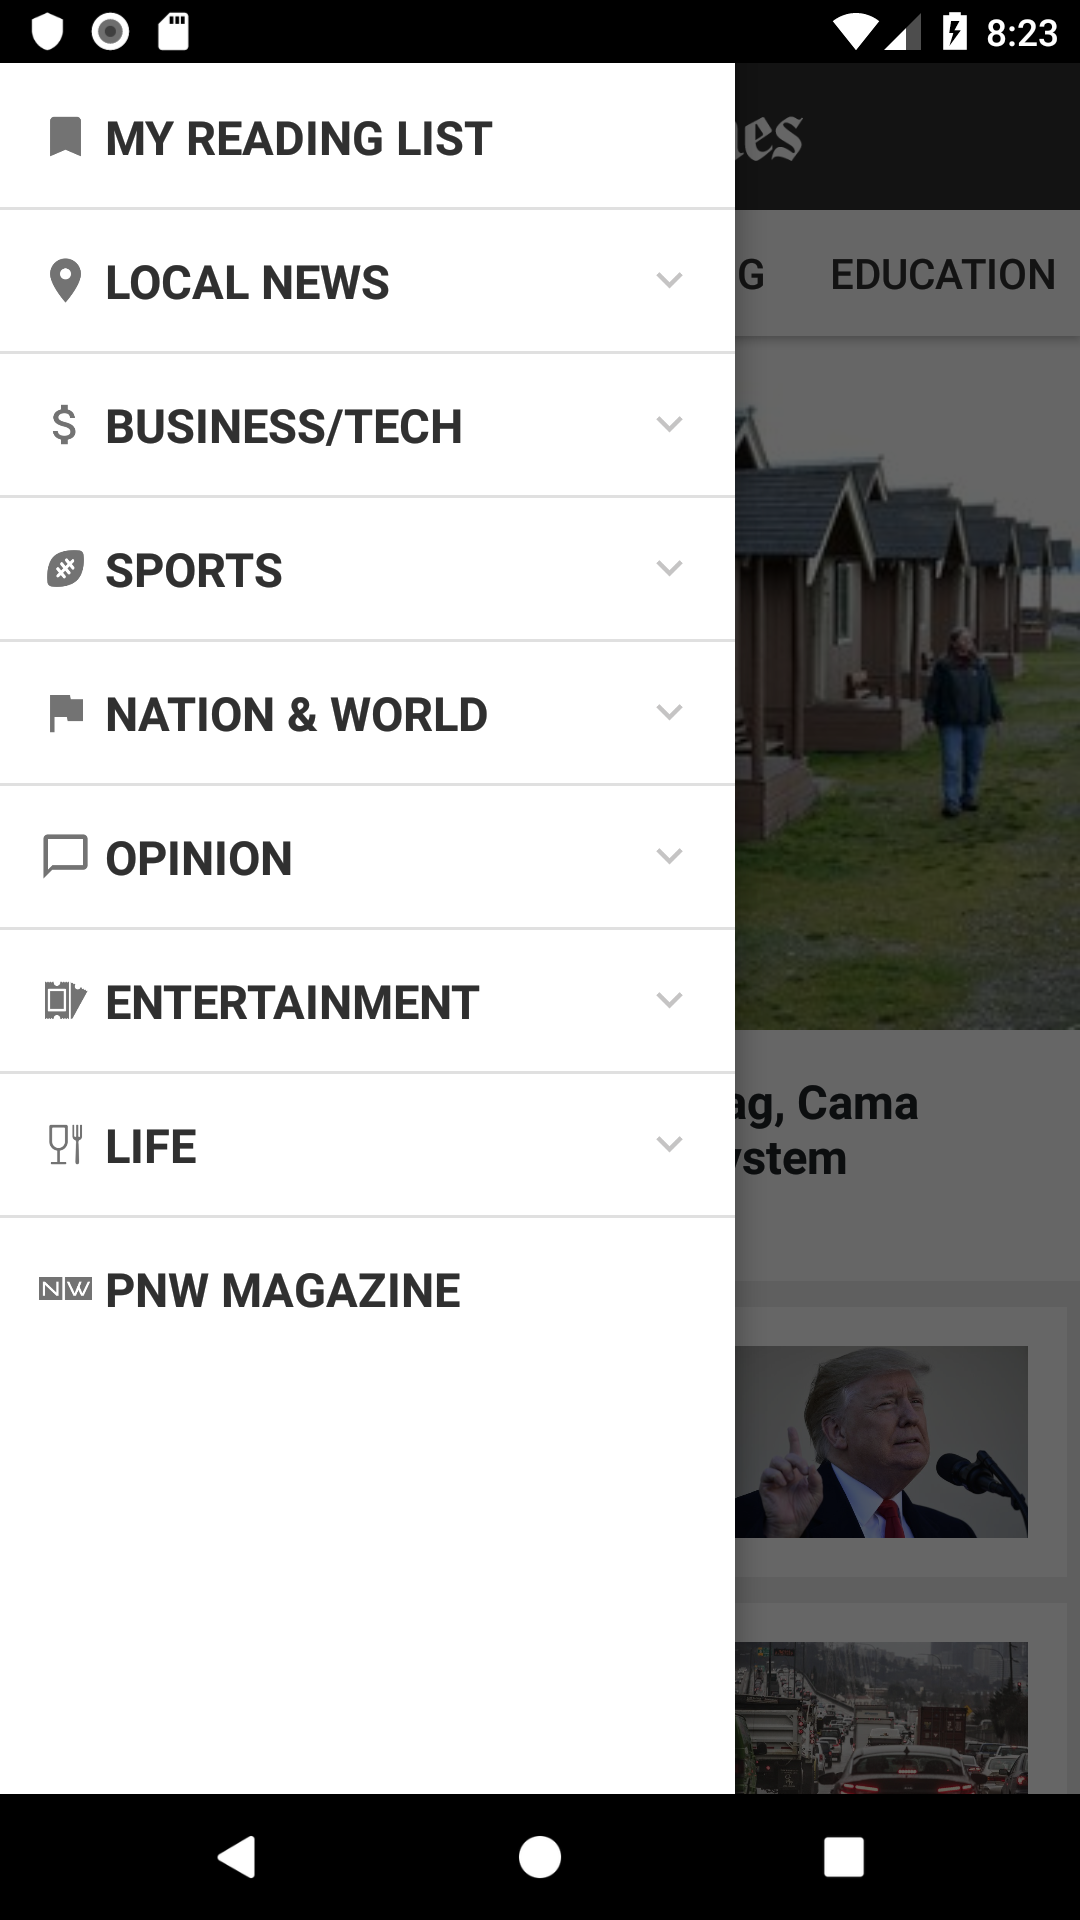 8:23
MY READING LIST
LOCAL NEWS
G EDUCATION
BUSINESS/TECH
SPORTS
NATION & WORLD
OPINION
ENTERTAINMENT
ag, Cama
LIFE
ystem
NW PNW MAGAZINE